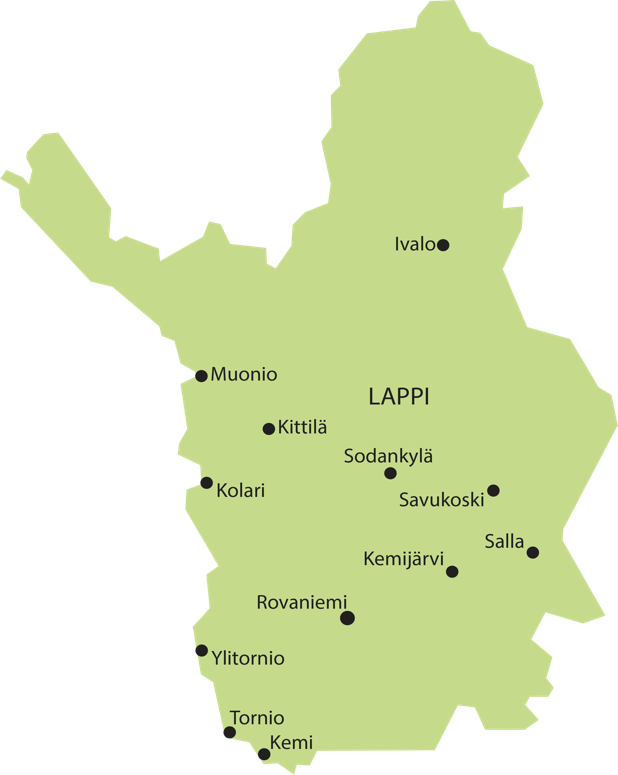 Ivalo
Muonio
LAPPI
Kittilä
Sodankylä
Kolari
Savukoski
Salla
Kemijärvi
Rovaniemi
Ylitornio
Tornio
Kemi